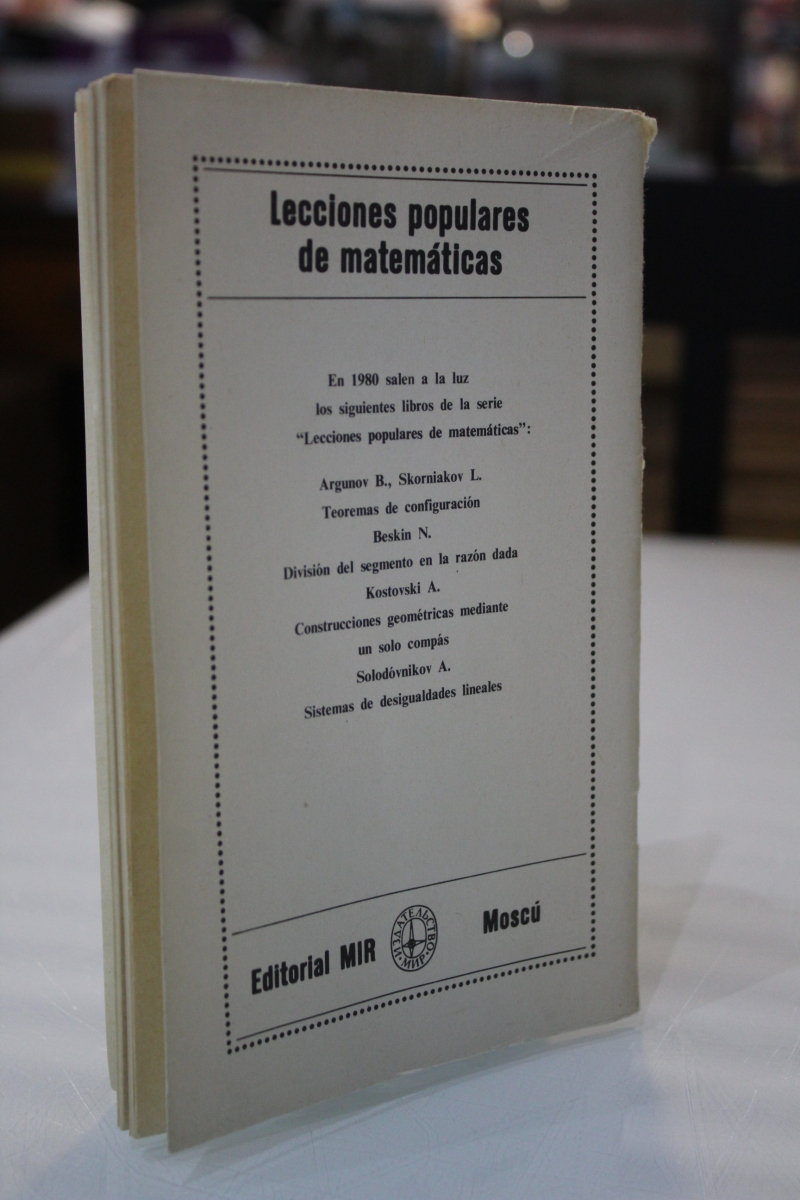 Lecciones populares
de matemáticas
En 1980 salen a la luz
los siguientes libros de la serie
“Lecciones populares de matemáticas”:
Argunov B., Skorniakov L.
Teoremas de configuración
Beskin N.
División del segmento en la razón dada
Kostovski A.
Construcciones geométricas mediante
un solo compás
Solodóvnikov A.
Sistemas de desigualdades lineales
Editorial MIR
ИЗДАТЕЛЬСТВО
МИР
Moscú